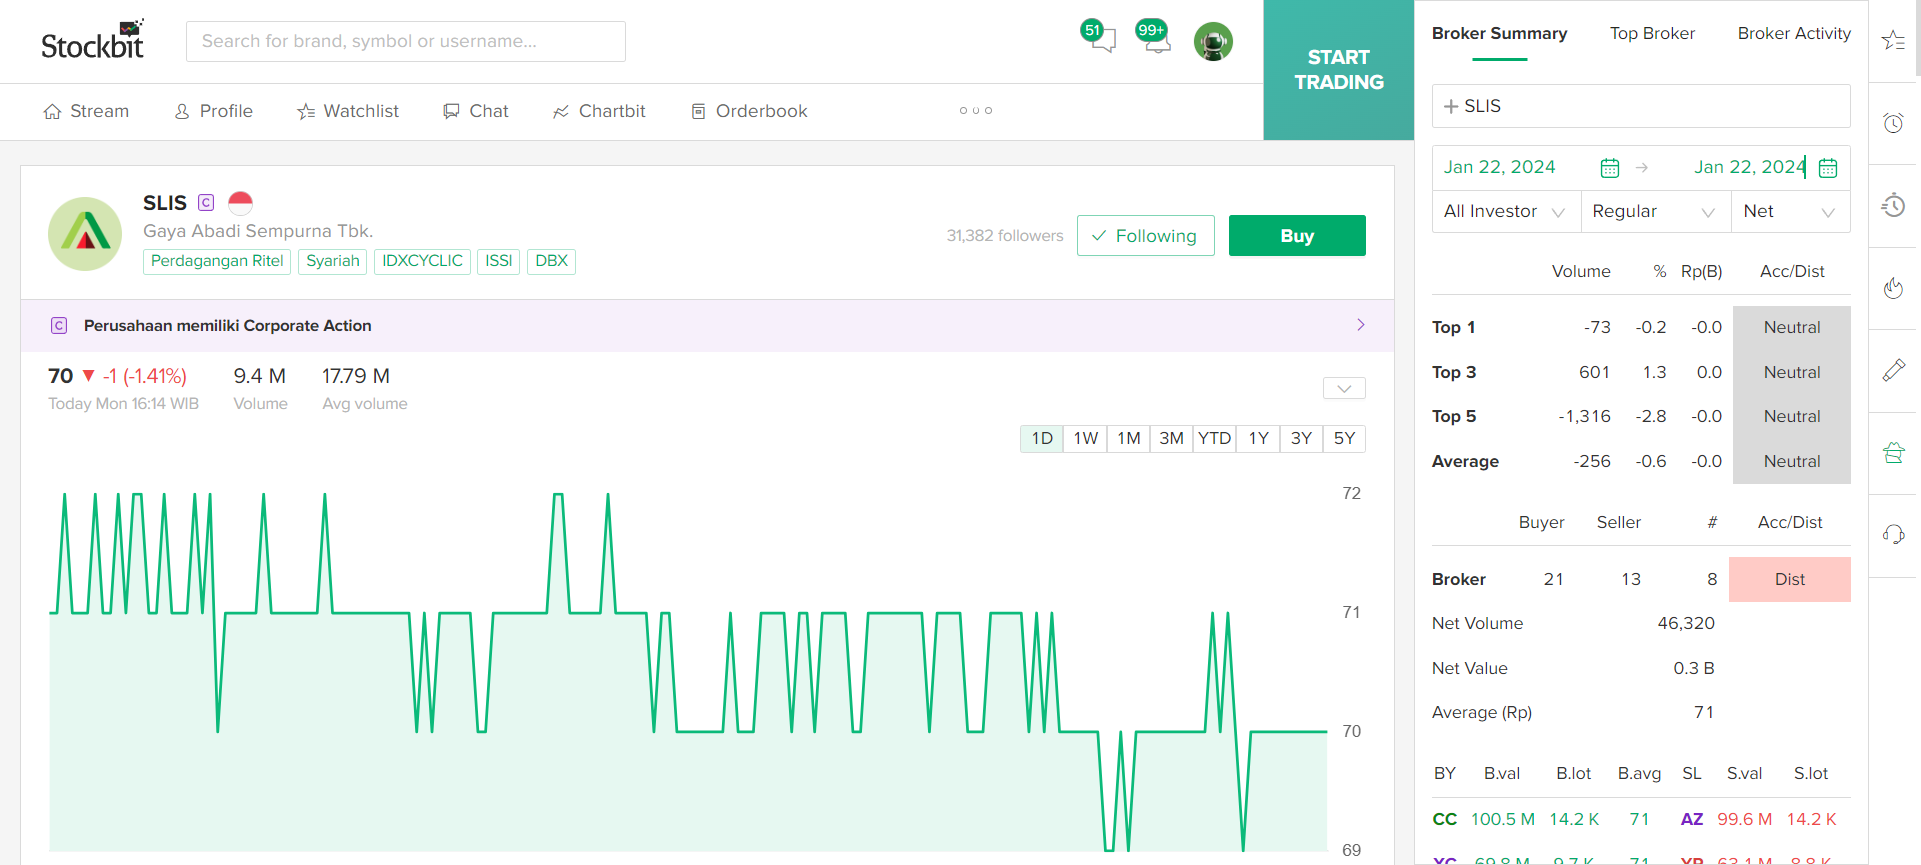 Stockbit
Search for brand, symbol or username...
51
99+
START
TRADING
Stream
Profile
Watchlist
Chat
Chartbit
Orderbook
SLIS C
Gaya Abadi Sempurna Tbk.
Perdagangan Ritel
Syariah
IDXCYCLIC
ISSI
DBX
31,382 followers
Following
Buy
C Perusahaan memiliki Corporate Action
70 ▼ -1 (-1.41%)
Today Mon 16:14 WIB
9.4 M
Volume
17.79 M
Avg volume
1D 1W 1M 3M YTD 1Y 3Y 5Y
72
71
70
69
Broker Summary Top Broker Broker Activity
+ SLIS
Jan 22, 2024 → Jan 22, 2024
All Investor Regular Net
Volume % Rp(B) Acc/Dist
Top 1 -73 -0.2 -0.0 Neutral
Top 3 601 1.3 0.0 Neutral
Top 5 -1,316 -2.8 -0.0 Neutral
Average -256 -0.6 -0.0 Neutral
Buyer Seller # Acc/Dist
Broker 21 13 8 Dist
Net Volume 46,320
Net Value 0.3 B
Average (Rp) 71
BY B.val B.lot B.avg SL S.val S.lot
CC 100.5 M 14.2 K 71 AZ 99.6 M 14.2 K